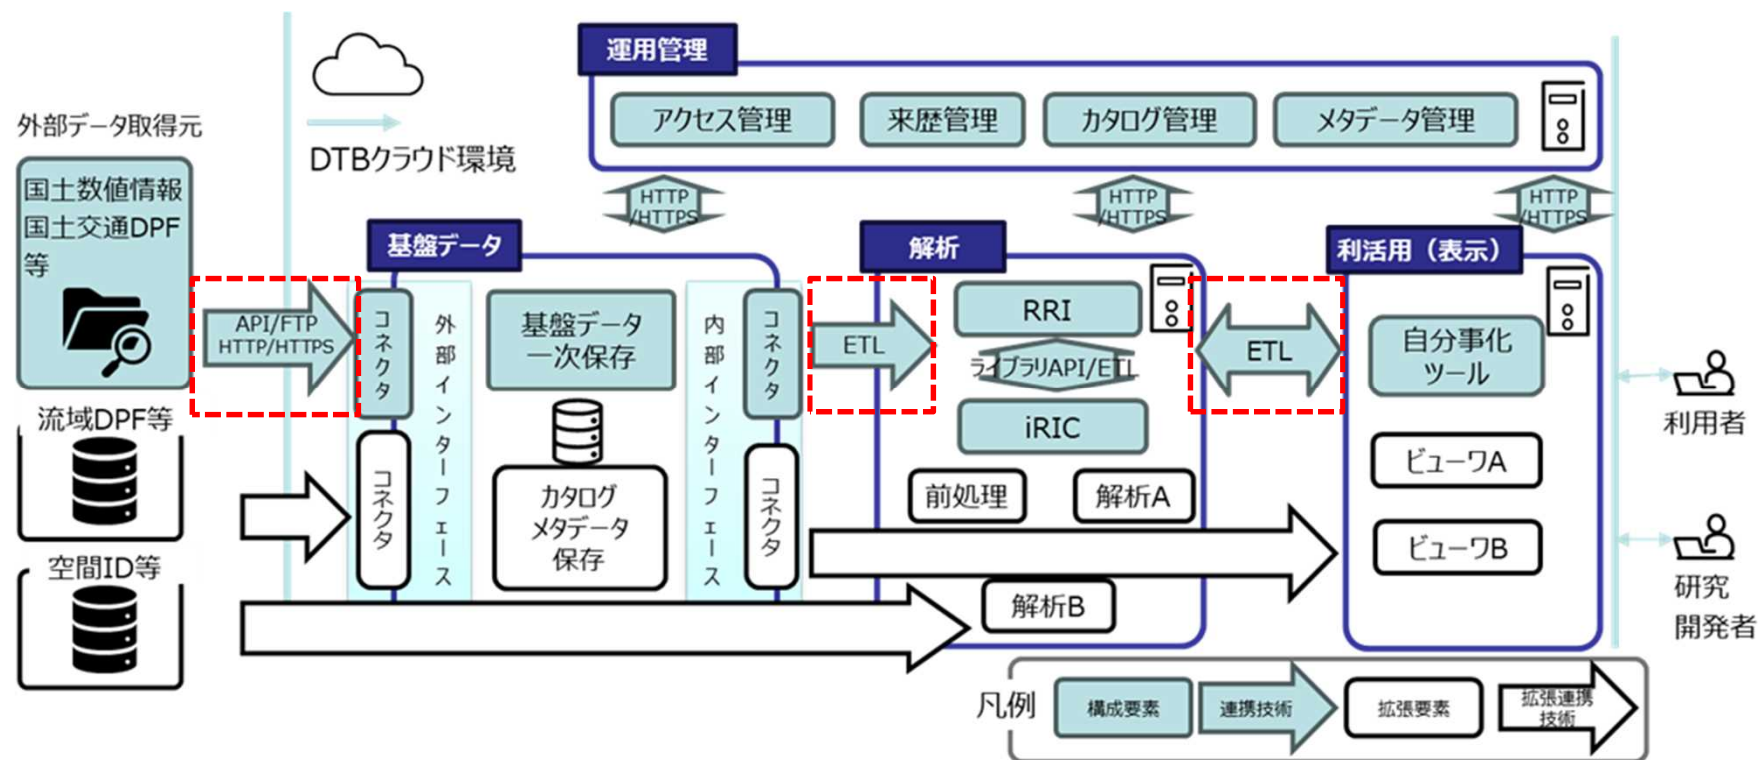 運用管理
アクセス管理
来歴管理
カタログ管理
メタデータ管理
外部データ取得元
DTBクラウド環境
国土数値情報
国土交通DPF
等
HTTP
/HTTPS
HTTP
/HTTPS
HTTP
/HTTPS
基盤データ
解析
利活用（表示）
API/FTP
HTTP/HTTPS
コネクタ
外部インターフェース
基盤データ
一次保存
内部インターフェース
コネクタ
ETL
RRI
ライブラリAPI/ETL
iRIC
ETL
自分事化
ツール
利用者
流域DPF等
コネクタ
カタログ
メタデータ
保存
コネクタ
前処理
解析A
ビューワA
ビューワB
空間ID等
解析B
研究
開発者
凡例
構成要素
連携技術
拡張要素
拡張連携
技術